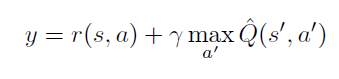 y = r(s, a) + γ max_{a'} Q̂(s', a')